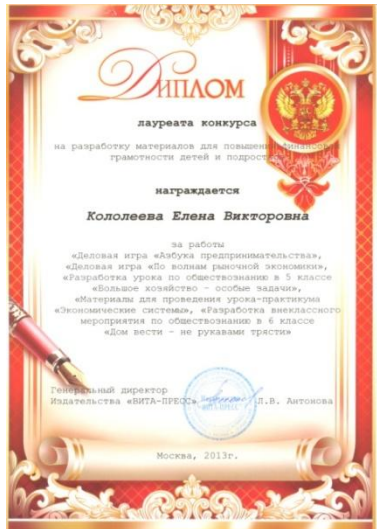 Диплом
лауреата конкурса
на разработку материалов для повышения финансовой
грамотности детей и подростков
награждается
Кололеева Елена Викторовна
за работы
«Деловая игра «Азбука предпринимательства»,
«Деловая игра «По волнам рыночной экономики»,
«Разработка урока по обществознанию в 5 классе
«Большое хозяйство – особые задачи»,
«Материалы для проведения урока-практикума
«Экономические системы», «Разработка внеклассного
мероприятия по обществознанию в 6 классе
«Дом вести – не рукавами трясти»
Генеральный директор
Издательства «ВИТА-ПРЕСС» Л.В. Антонова
Москва, 2013г.